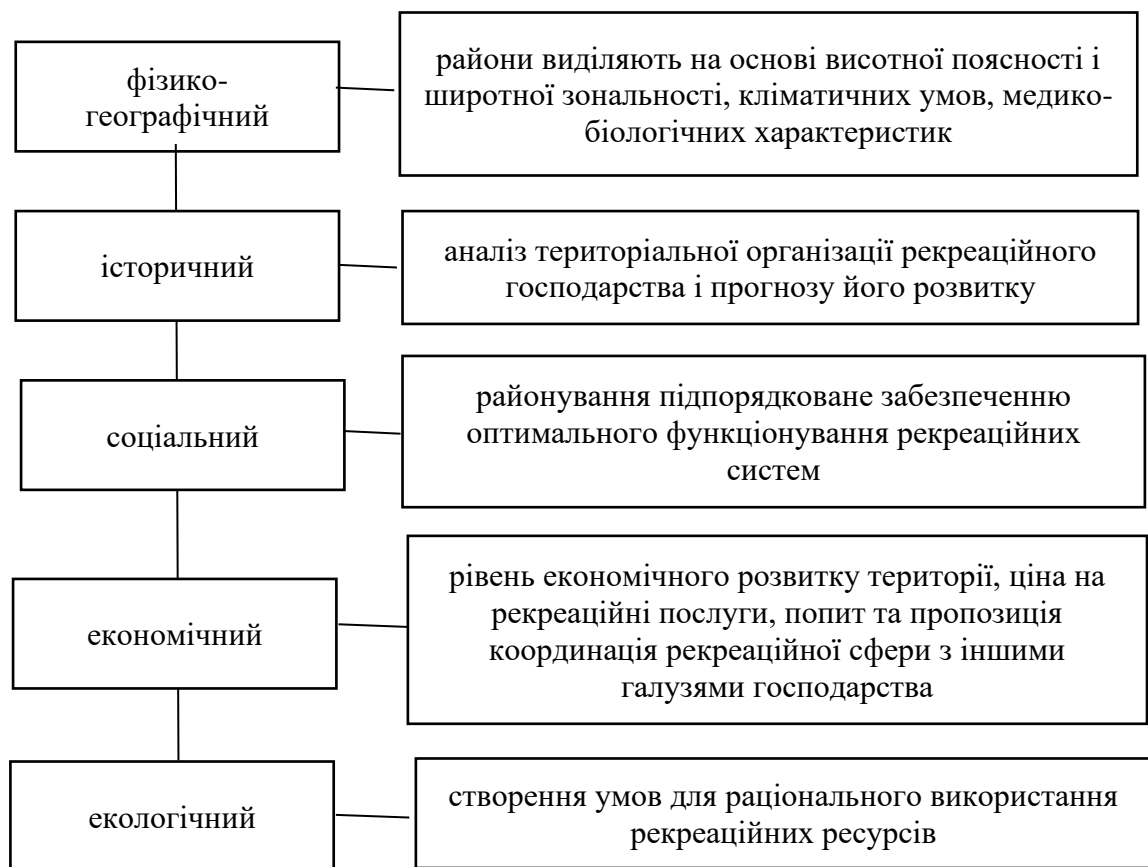 фізико-
географічний
райони виділяють на основі висотної поясності і
широтної зональності, кліматичних умов, медико-
біологічних характеристик
історичний
аналіз територіальної організації рекреаційного
господарства і прогнозу його розвитку
соціальний
районування підпорядковане забезпеченню
оптимального функціонування рекреаційних
систем
економічний
рівень економічного розвитку території, ціна на
рекреаційні послуги, попит та пропозиція
координація рекреаційної сфери з іншими
галузями господарства
екологічний
створення умов для раціонального використання
рекреаційних ресурсів